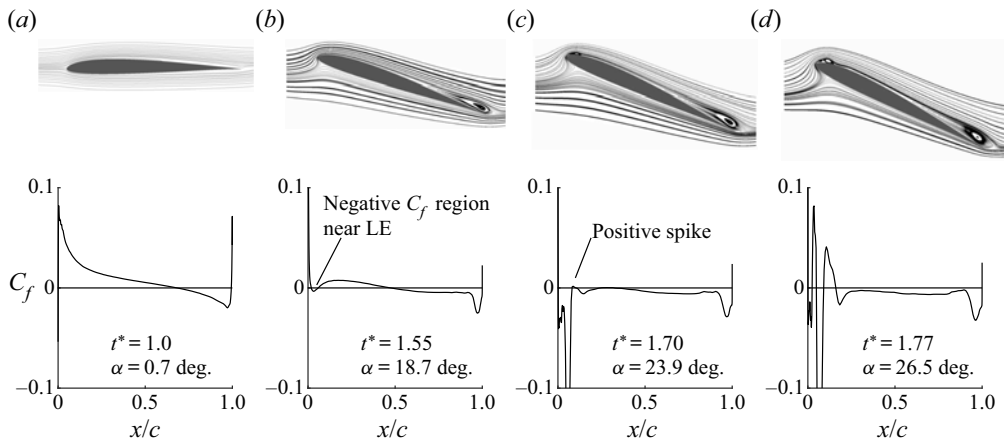 (a) (b) (c) (d)
0.1 0.1 0.1 0.1
Negative Cf region
near LE
Positive spike
Cf 0 0 0 0
t* = 1.0
α = 0.7 deg.
t* = 1.55
α = 18.7 deg.
t* = 1.70
α = 23.9 deg.
t* = 1.77
α = 26.5 deg.
–0.1 –0.1 –0.1 –0.1
0 0.5 1.0 0 0.5 1.0 0 0.5 1.0 0 0.5 1.0
x/c x/c x/c x/c